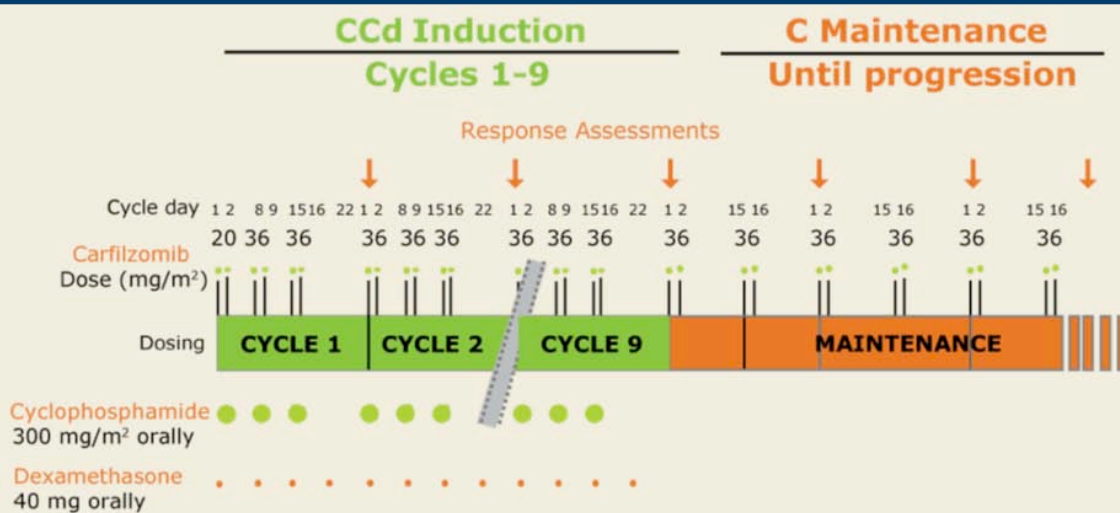 CCd Induction
Cycles 1-9
C Maintenance
Until progression
Response Assessments
Cycle day 1 2 8 9 15 16 22 1 2 8 9 15 16 22 1 2 8 9 15 16 22 1 2 15 16 1 2 15 16 1 2 15 16
20 36 36 36 36 36 36 36 36 36 36 36 36 36 36
Carfilzomib
Dose (mg/m²)
Dosing CYCLE 1 CYCLE 2 CYCLE 9 MAINTENANCE
Cyclophosphamide
300 mg/m² orally
Dexamethasone
40 mg orally